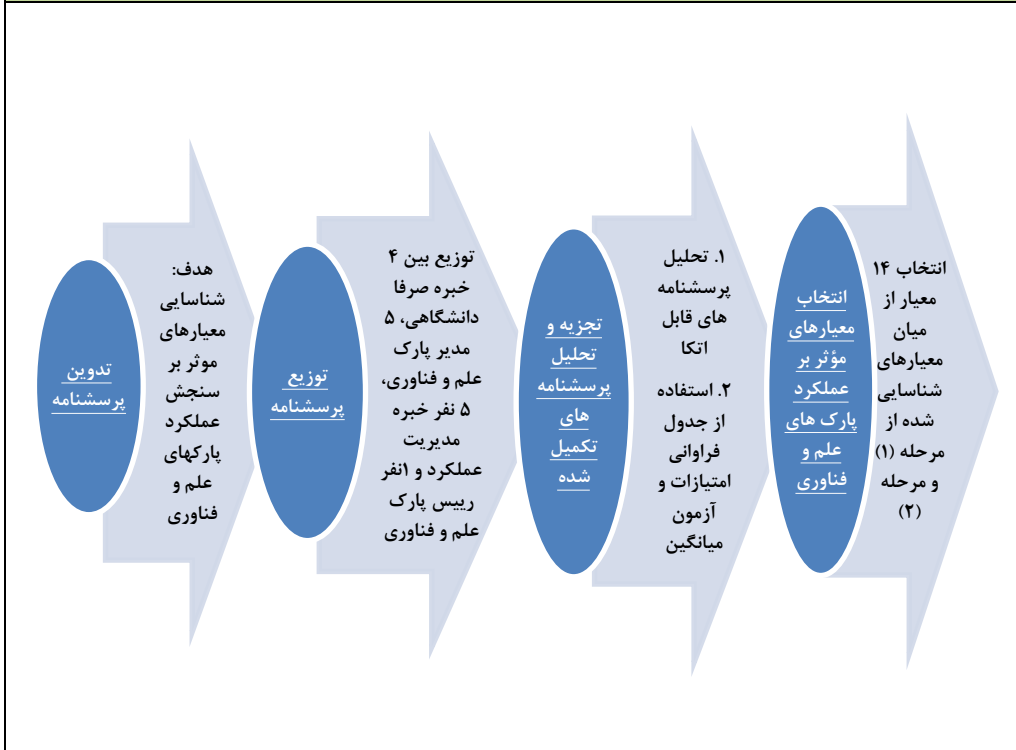 تدوین
پرسشنامه
هدف:
شناسایی
معیارهای
موثر بر
سنجش
عملکرد
پارکهای
علم و
فناوری
توزیع
پرسشنامه
توزیع بین ۴
خبره صرفا
دانشگاهی، ۵
مدیر پارک
علم و فناوری،
۵ نفر خبره
مدیریت
عملکرد و ۱نفر
رییس پارک
علم و فناوری
تجزیه و
تحلیل
پرسشنامه
های
تکمیل
شده
۱. تحلیل
پرسشنامه
های قابل
اتکا
۲. استفاده
از جدول
فراوانی
امتیازات و
آزمون
میانگین
انتخاب
معیارهای
مؤثر بر
عملکرد
پارک های
علم و
فناوری
انتخاب ۱۴
معیار از
میان
معیارهای
شناسایی
شده از
مرحله (۱)
و مرحله
(۲)